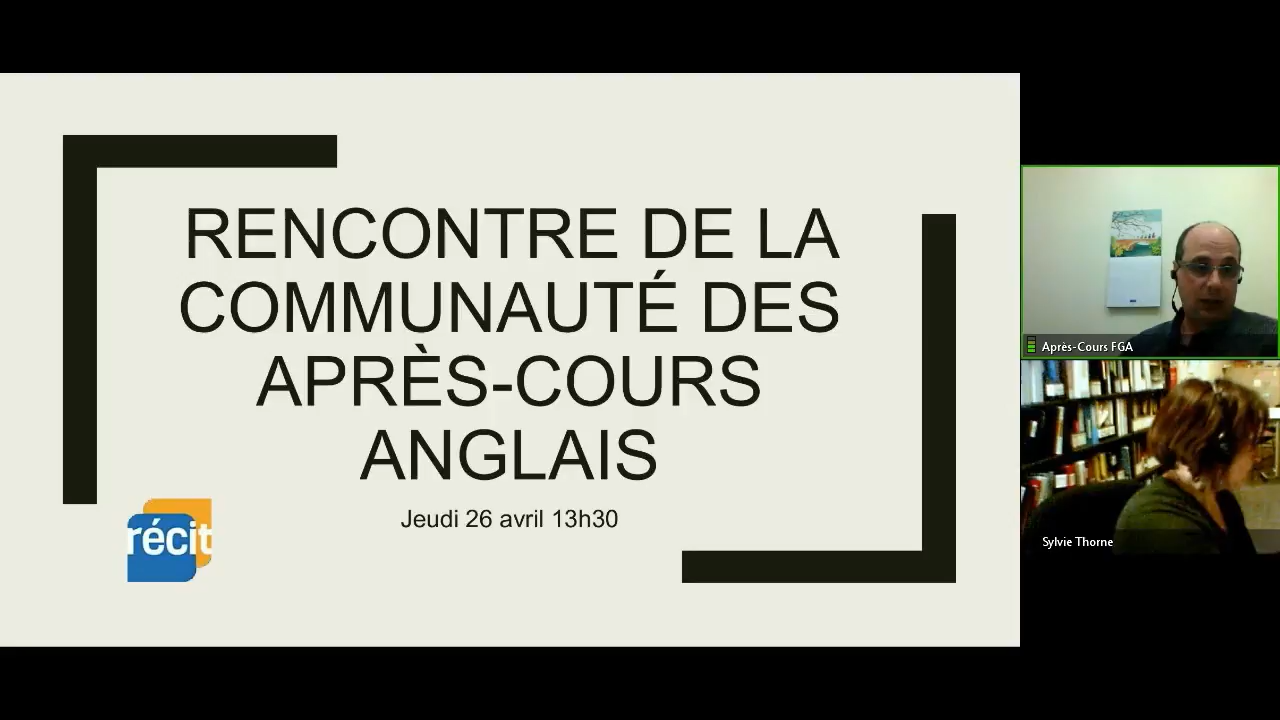 RENCONTRE DE LA
COMMUNAUTÉ DES
APRÈS-COURS
ANGLAIS
Jeudi 26 avril 13h30
récit
Après-Cours FGA
Sylvie Thorne